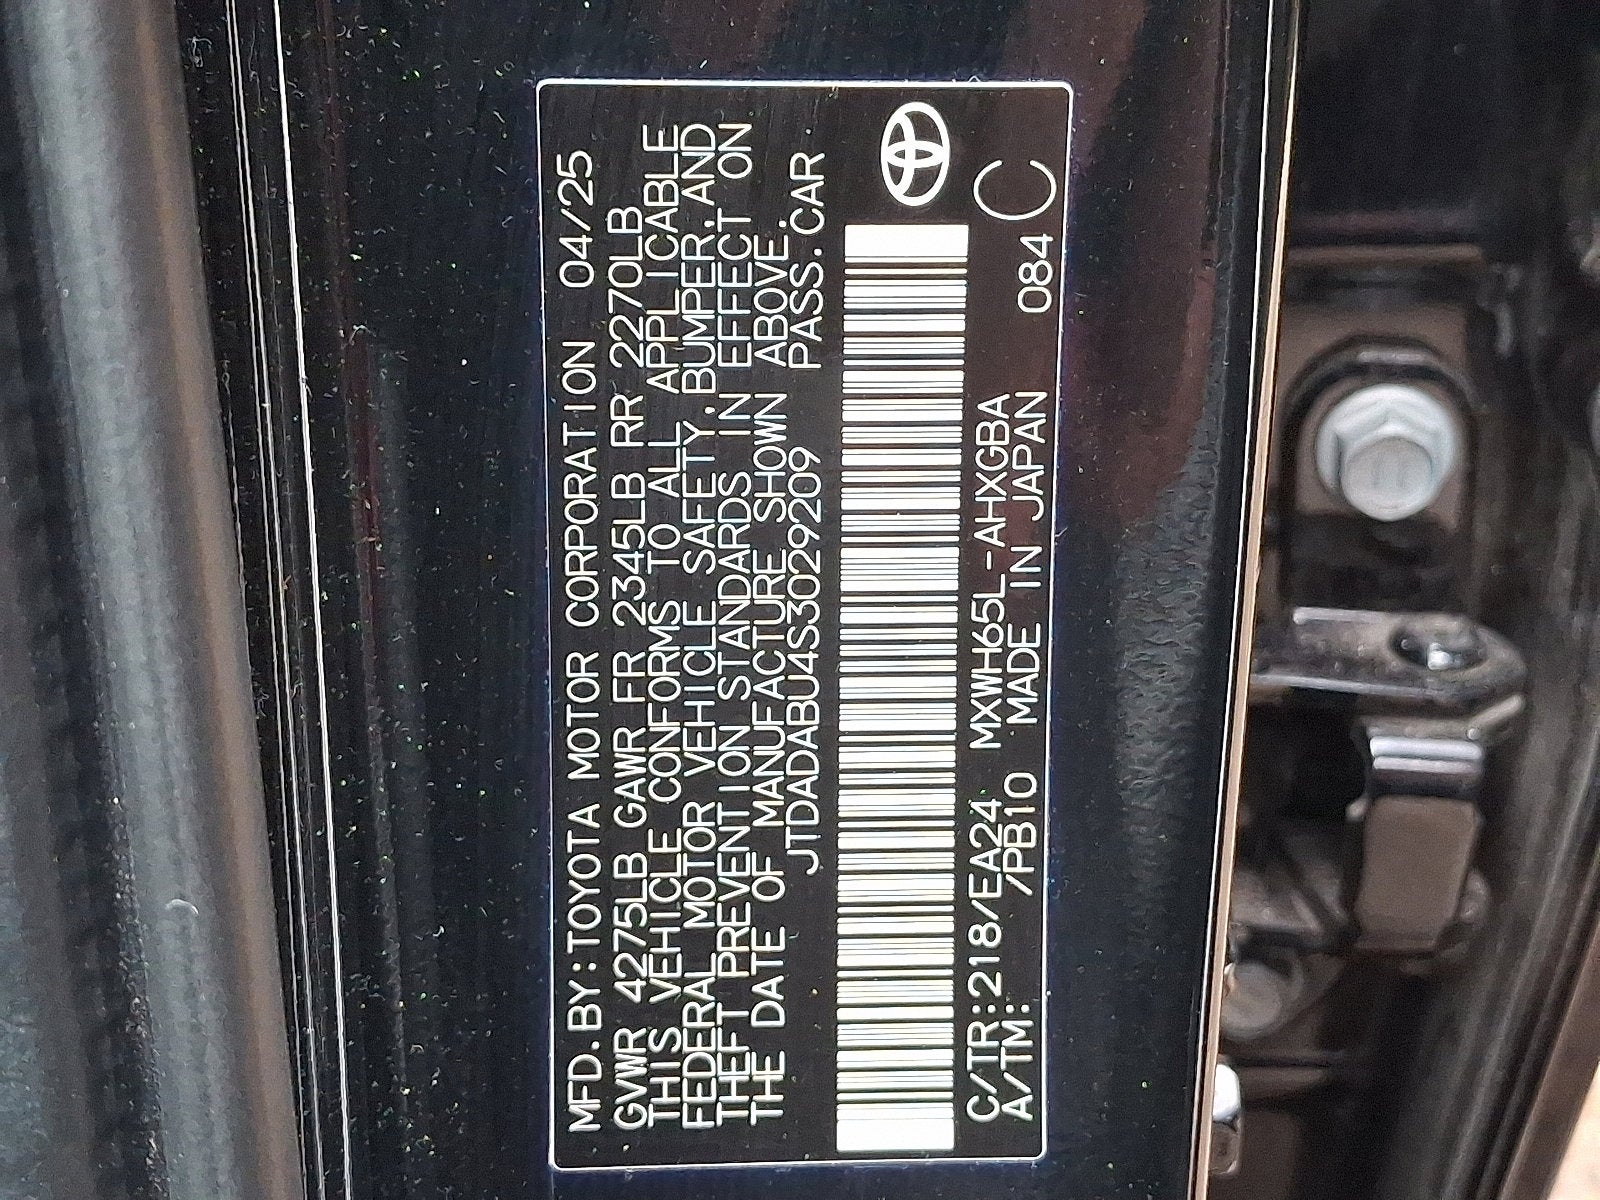 MFD.BY:TOYOTA MOTOR CORPORATION 04/25
GVWR 4275LB GAWR FR 2345LB RR 2270LB
THIS VEHICLE CONFORMS TO ALL APPLICABLE
FEDERAL MOTOR VEHICLE SAFETY,BUMPER,AND
THEFT PREVENTION STANDARDS IN EFFECT ON
THE DATE OF MANUFACTURE SHOWN ABOVE.
JTDADABU4S3029209 PASS.CAR
C/TR:218/EA24 MXWH65L-AHXGBA 084 C
A/TM: /PB10 MADE IN JAPAN